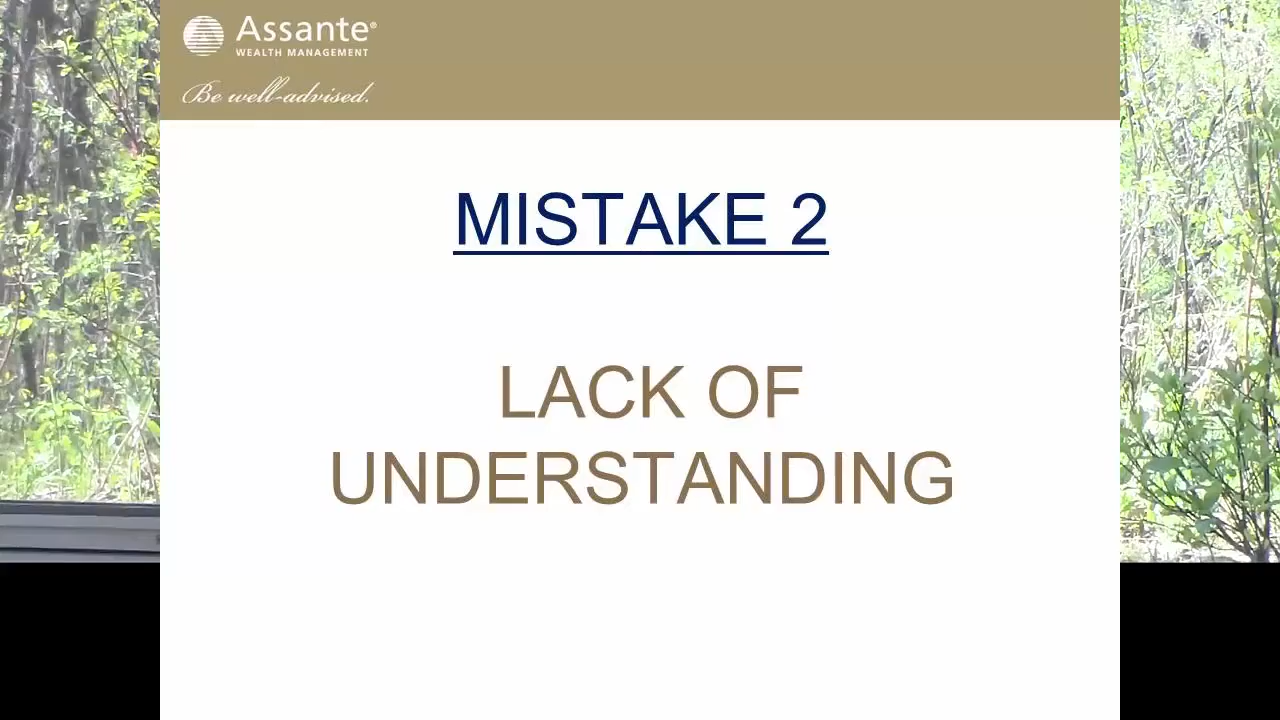 Assante®
WEALTH MANAGEMENT
Be well-advised.
MISTAKE 2
LACK OF
UNDERSTANDING